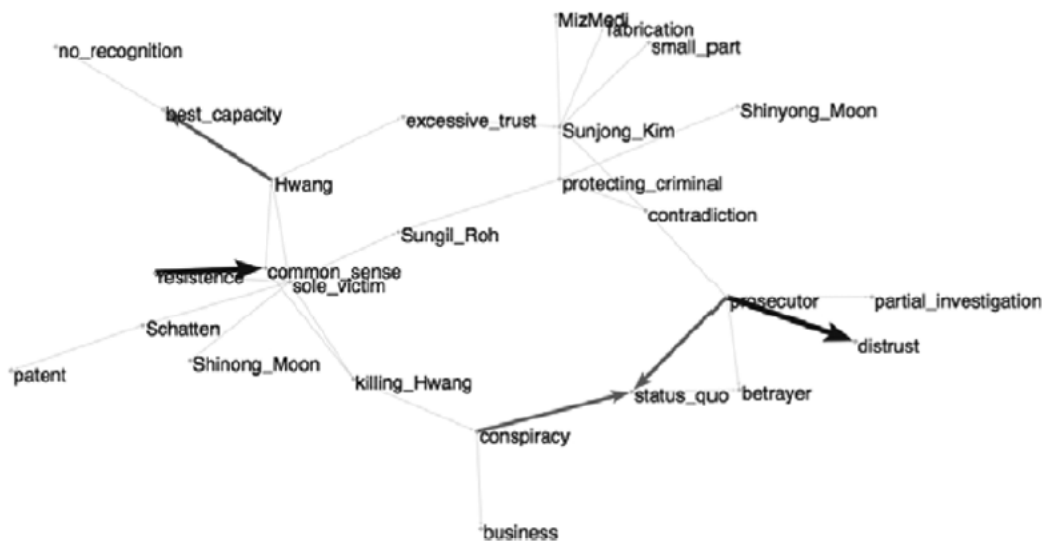 MizMedi
fabrication
small_part
no_recognition
best_capacity
excessive_trust
Sunjong_Kim
Shinyong_Moon
Hwang
protecting_criminal
contradiction
Sungil_Roh
resistence
common_sense
sole_victim
prosecutor
partial_investigation
Schatten
distrust
Shinong_Moon
patent
killing_Hwang
status_quo
betrayer
conspiracy
business